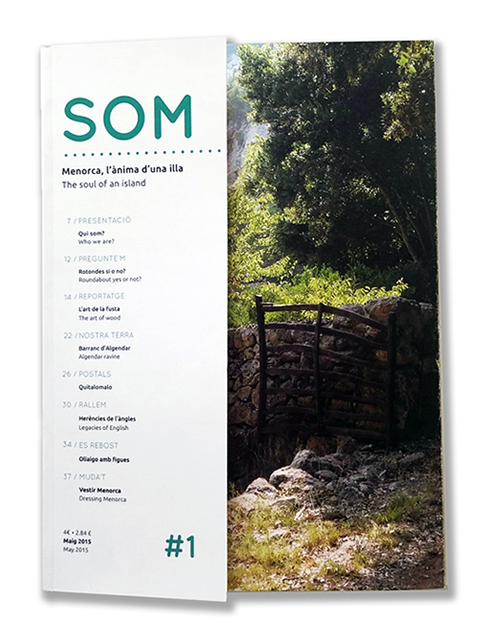 SOM
Menorca, l'ànima d'una illa
The soul of an island
7 / PRESENTACIÓ
Qui som?
Who we are?
12 / PREGUNTE'M
Rotondes si o no?
Roundabout yes or not?
14 / REPORTATGE
L'art de la fusta
The art of wood
22 / NOSTRA TERRA
Barranc d'Algendar
Algendar ravine
26 / POSTALS
Quitalomalo
30 / RALLEM
Herències de l'angles
Legacies of English
34 / ES REBOST
Oliaigo amb figues
37 / MUDA'T
Vestir Menorca
Dressing Menorca
4€ • 2.84 £
Maig 2015
May 2015
#1